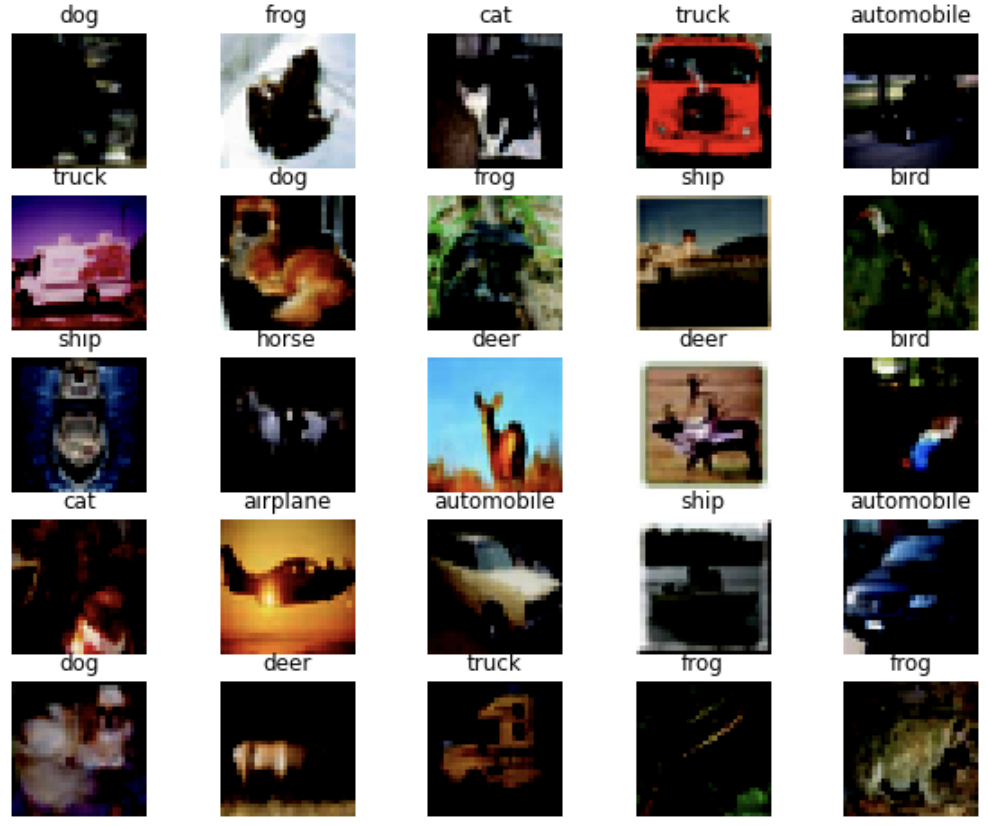 dog frog cat truck automobile
truck dog frog ship bird
ship horse deer deer bird
cat airplane automobile ship automobile
dog deer truck frog frog